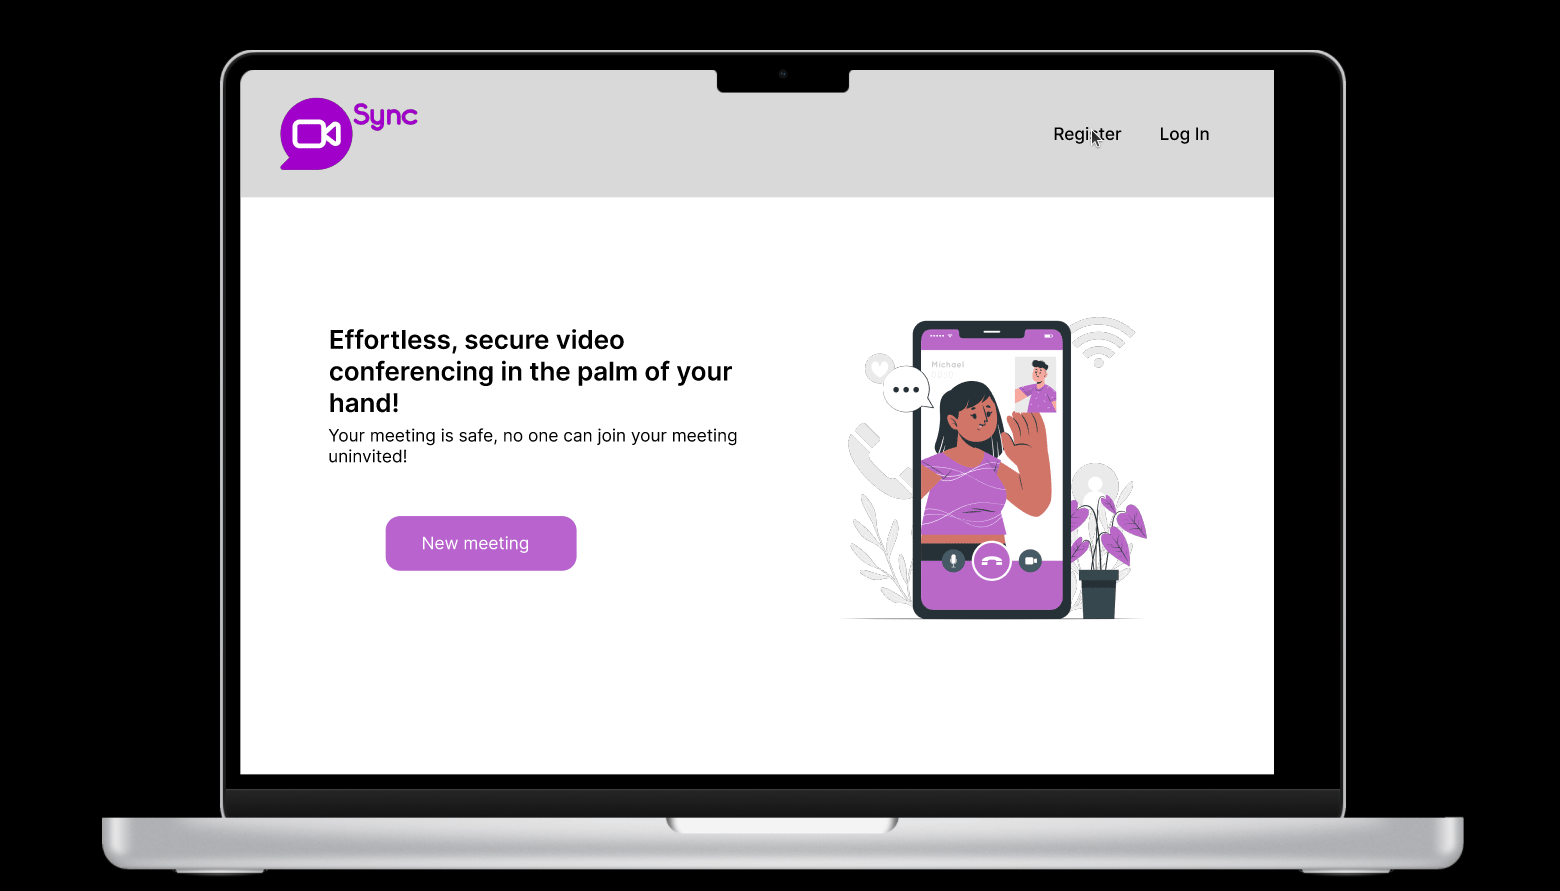 Sync
Register
Log In
Effortless, secure video
conferencing in the palm of your
hand!
Your meeting is safe, no one can join your meeting
uninvited!
New meeting
Michael